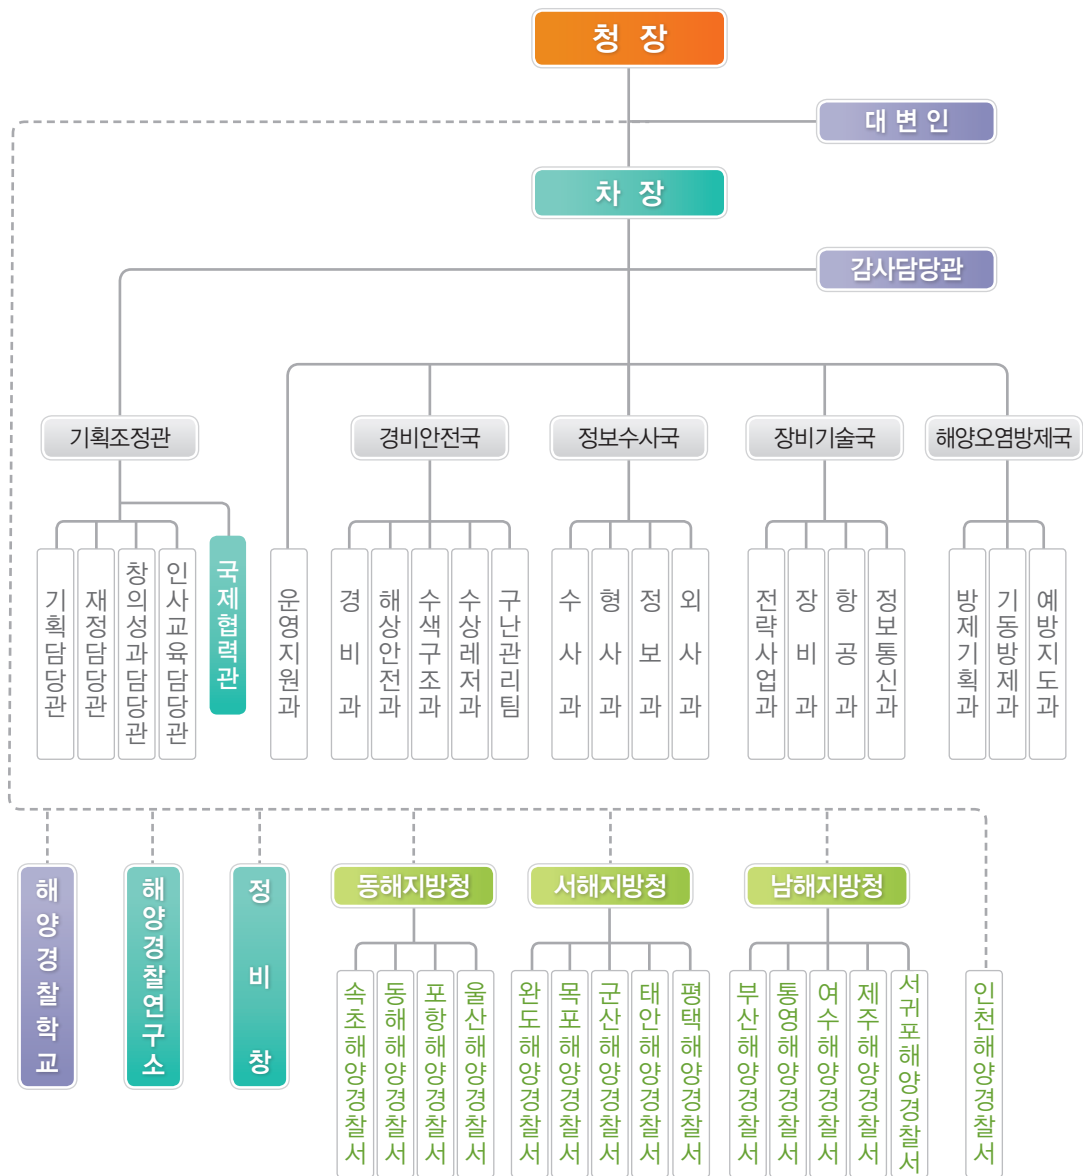 청 장
대 변 인
차 장
감사담당관
기획조정관
경비안전국
정보수사국
장비기술국
해양오염방제국
기획담당관
재정담당관
창의성과담당관
인사교육담당관
국제협력관
운영지원과
경 비 과
해상안전과
수색구조과
수상레저과
구난관리팀
수 사 과
형 사 과
정 보 과
외 사 과
전략사업과
장 비 과
항 공 과
정보통신과
방제기획과
기동방제과
예방지도과
해양경찰학교
해양경찰연구소
정 비 창
동해지방청
서해지방청
남해지방청
속초해양경찰서
동해해양경찰서
포항해양경찰서
울산해양경찰서
완도해양경찰서
목포해양경찰서
군산해양경찰서
태안해양경찰서
평택해양경찰서
부산해양경찰서
통영해양경찰서
여수해양경찰서
제주해양경찰서
서귀포해양경찰서
인천해양경찰서